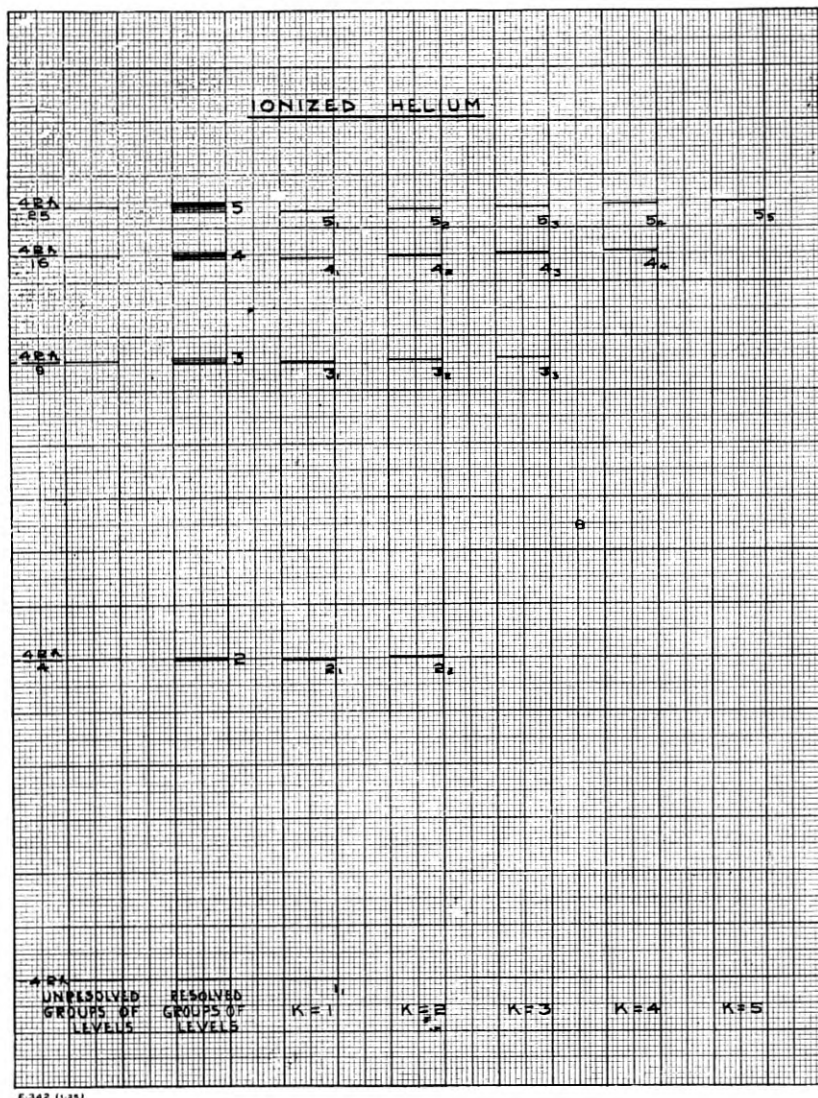 IONIZED HELIUM
4Rh
25
5
5₁ 5₂ 5₃ 5₄ 5₅
4Rh
16
4
4₁ 4₂ 4₃ 4₄
4Rh
9
3
3₁ 3₂ 3₃
4Rh
4
2
2₁ 2₂
4Rh
1₁
UNRESOLVED GROUPS OF LEVELS
RESOLVED GROUPS OF LEVELS
K=1 K=2 K=3 K=4 K=5